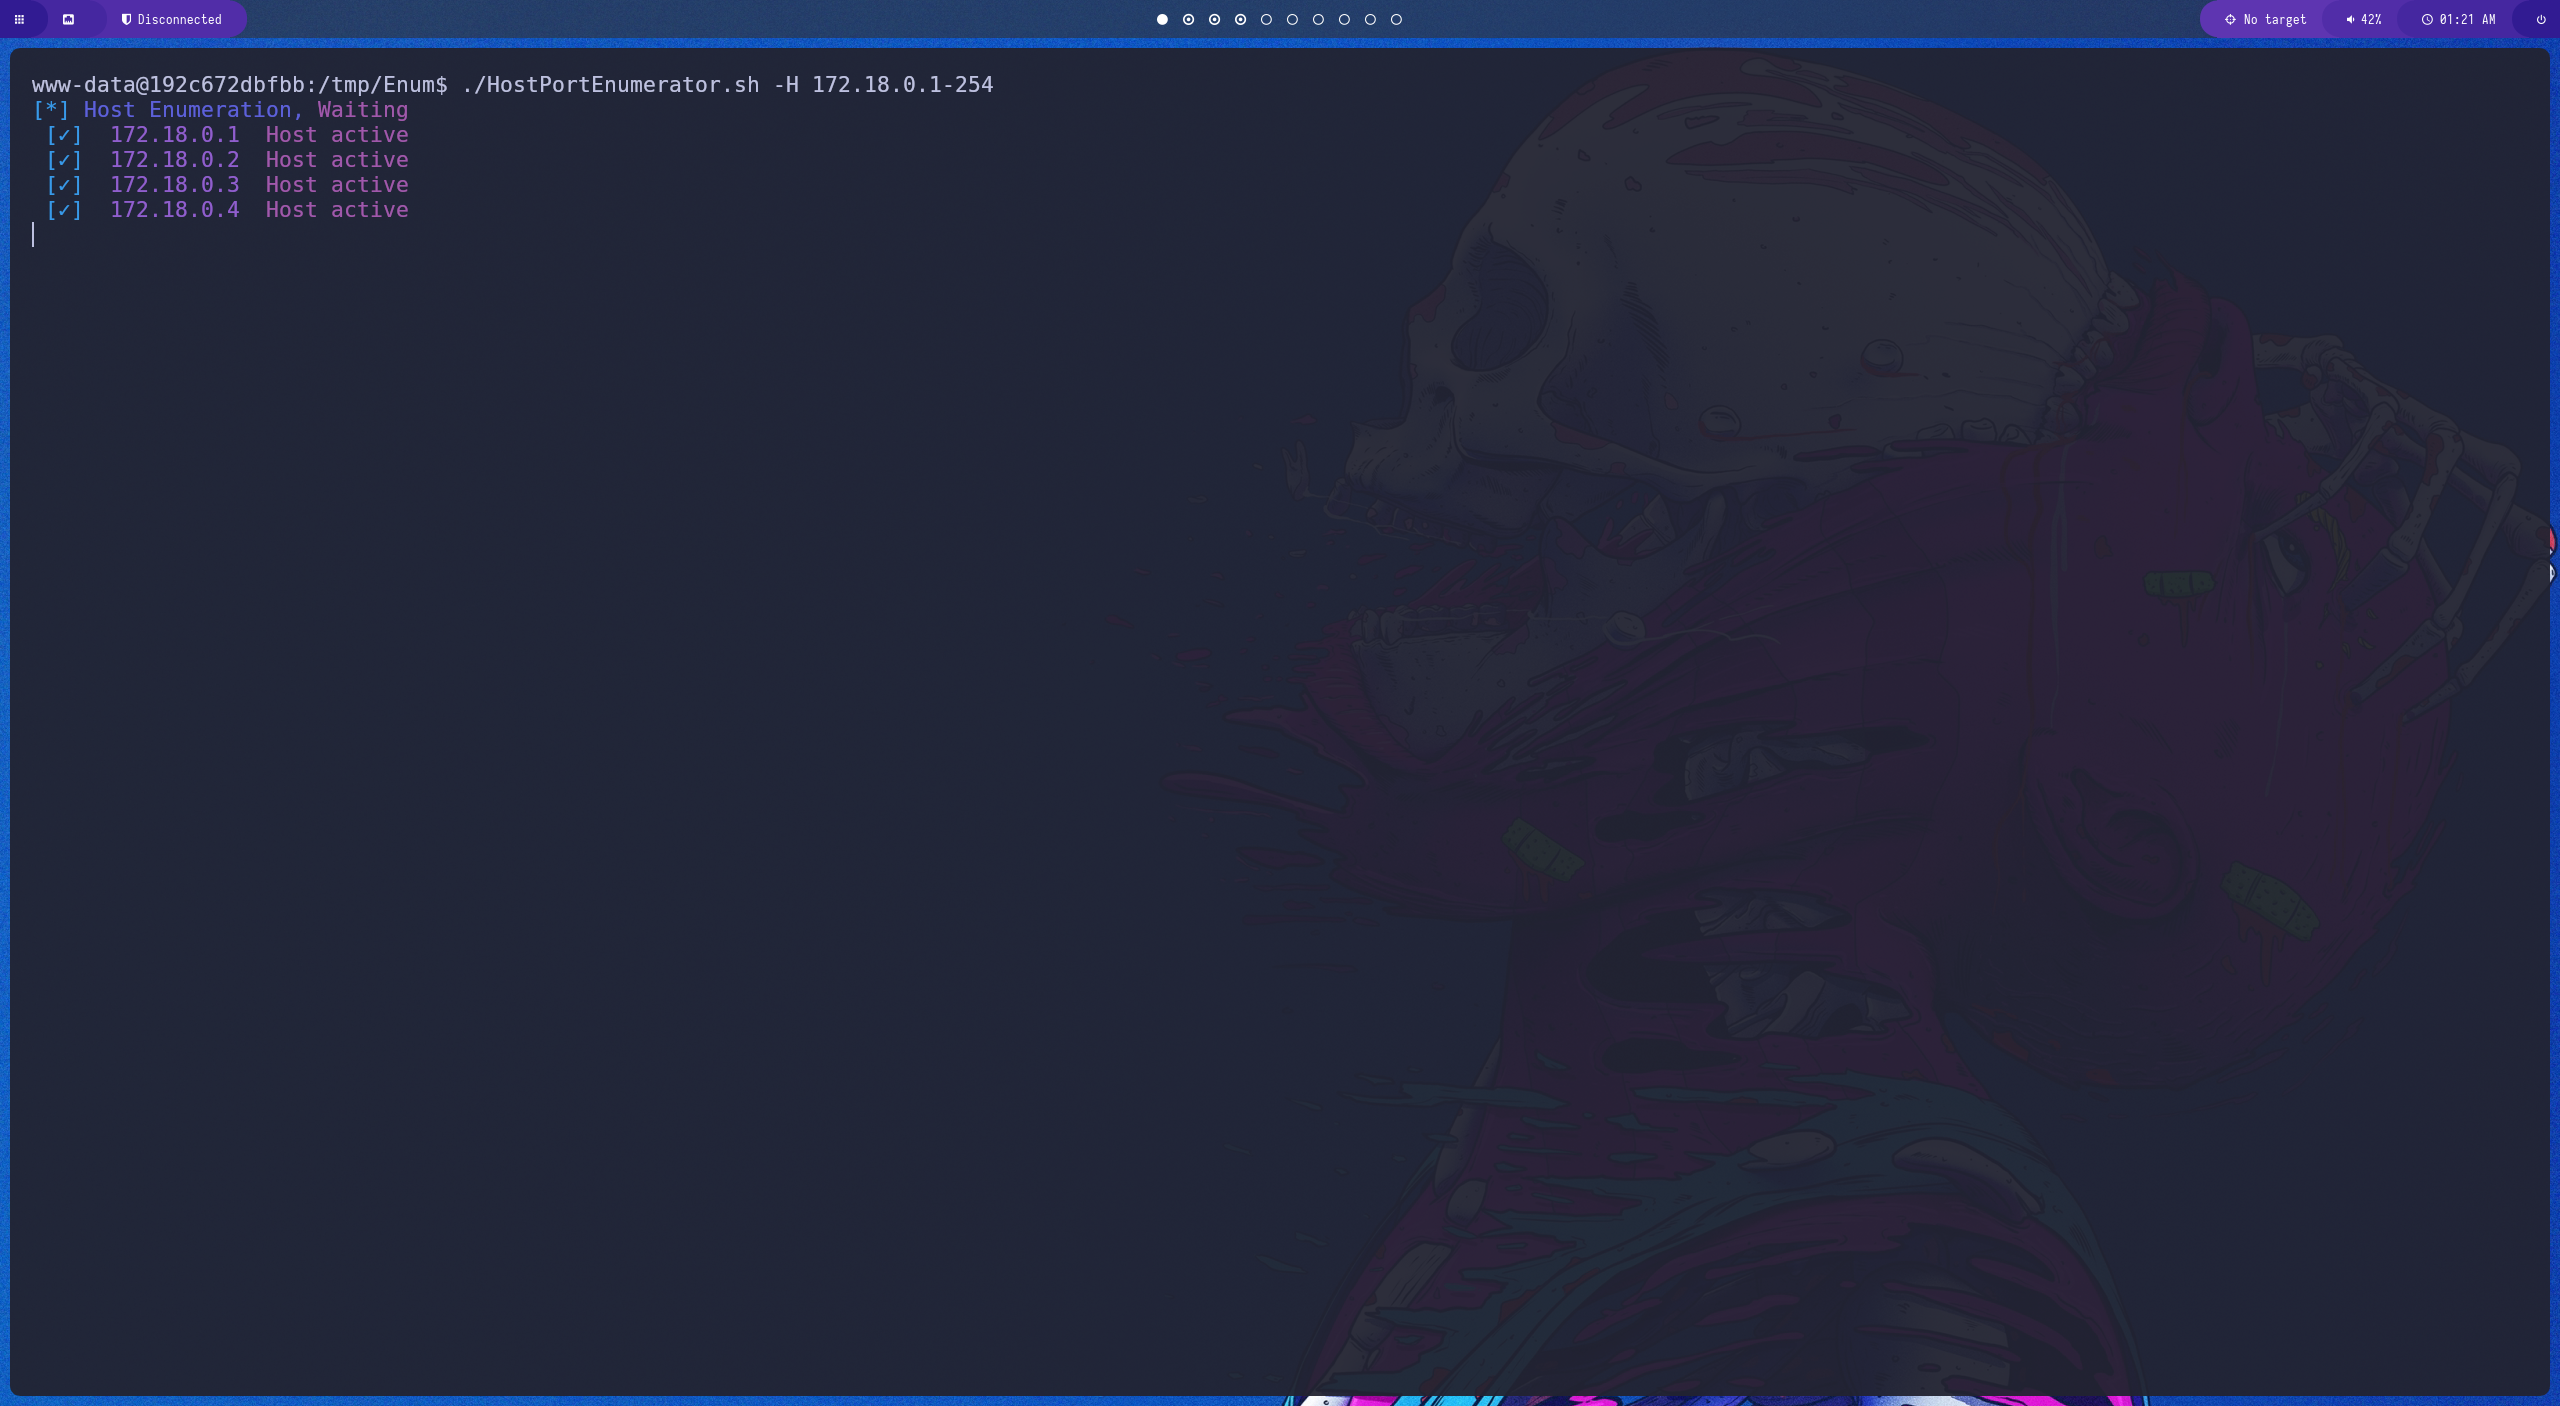 Disconnected
No target
42%
01:21 AM
www-data@192c672dbfbb:/tmp/Enum$ ./HostPortEnumerator.sh -H 172.18.0.1-254
[*] Host Enumeration, Waiting
[✓] 172.18.0.1 Host active
[✓] 172.18.0.2 Host active
[✓] 172.18.0.3 Host active
[✓] 172.18.0.4 Host active